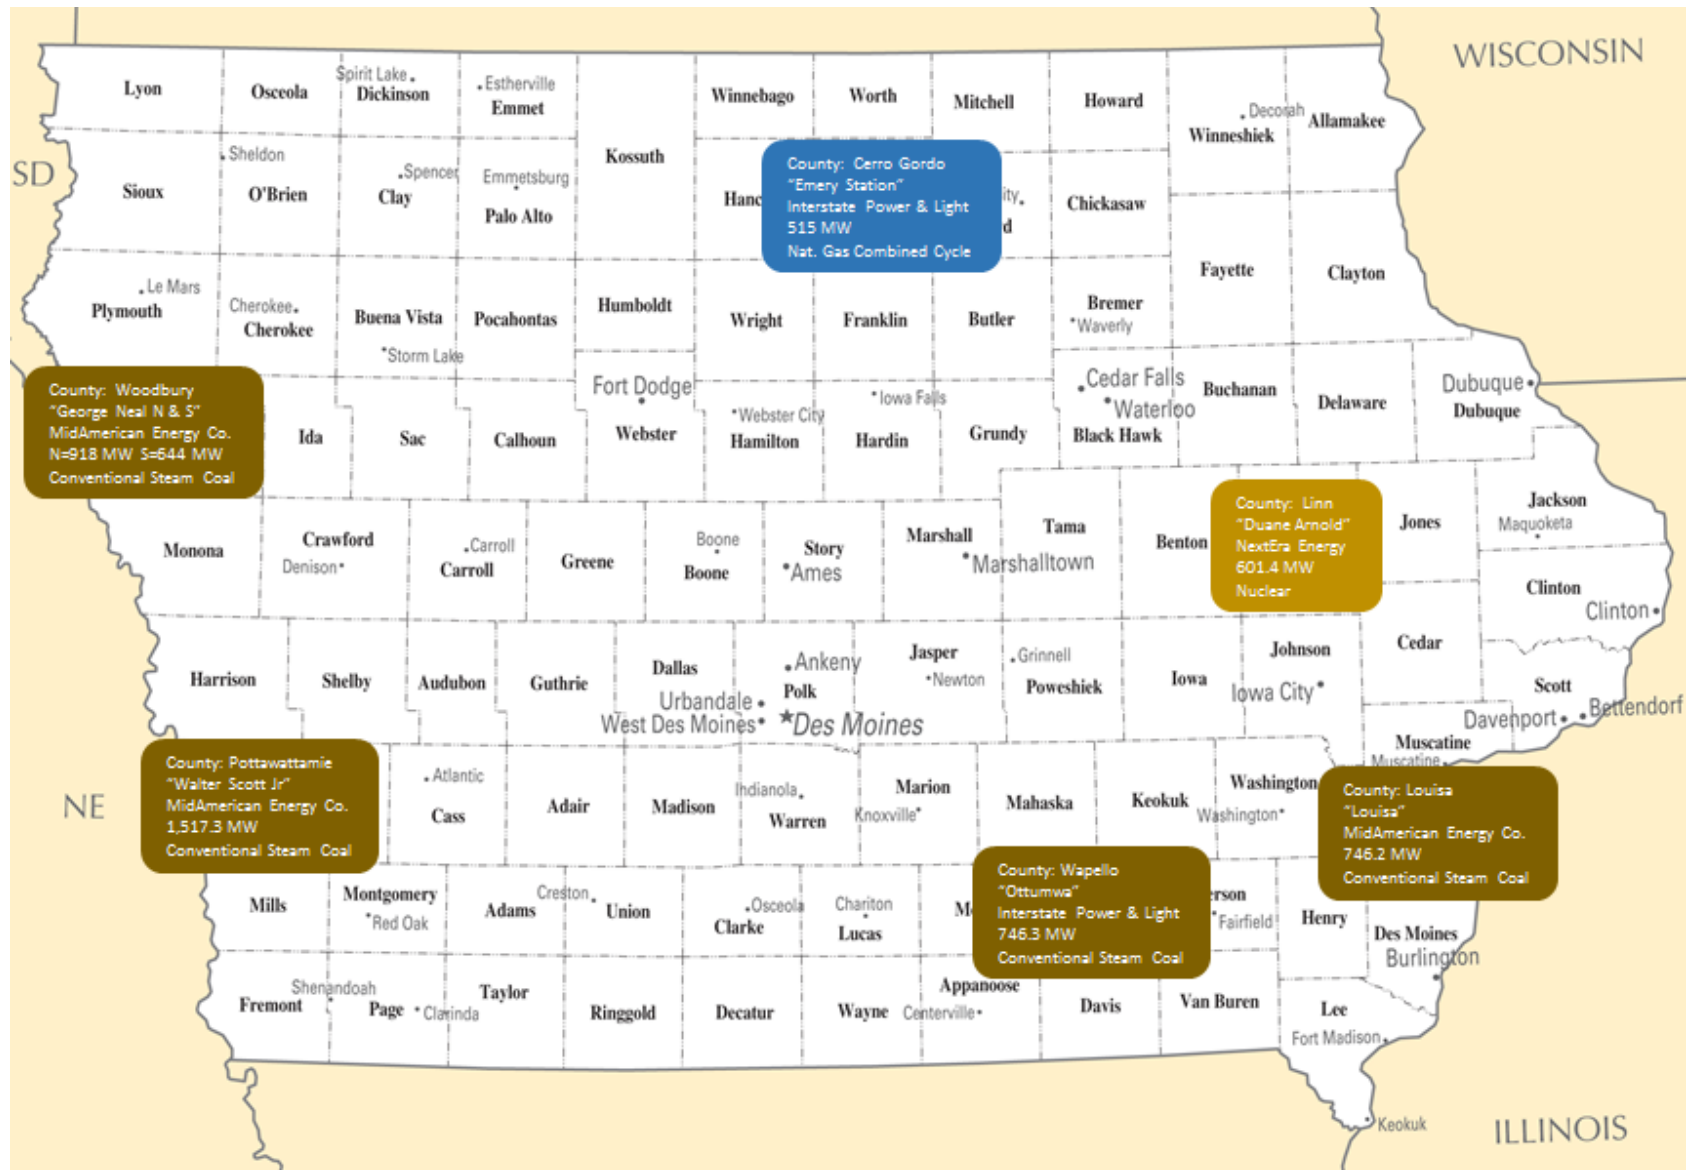 WISCONSIN
SD
NE
ILLINOIS
Lyon
Osceola
Spirit Lake
Dickinson
Estherville
Emmet
Kossuth
Winnebago
Worth
Mitchell
Howard
Decorah
Winneshiek
Allamakee
Sioux
Sheldon
O'Brien
Spencer
Clay
Emmetsburg
Palo Alto
Hanc
County: Cerro Gordo
"Emery Station"
Interstate Power & Light
515 MW
Nat. Gas Combined Cycle
ity
d
Chickasaw
Fayette
Clayton
Le Mars
Plymouth
Cherokee
Cherokee
Buena Vista
Storm Lake
Pocahontas
Humboldt
Wright
Franklin
Butler
Bremer
Waverly
County: Woodbury
"George Neal N & S"
MidAmerican Energy Co.
N=918 MW S=644 MW
Conventional Steam Coal
Ida
Sac
Calhoun
Fort Dodge
Webster
Webster City
Hamilton
Iowa Falls
Hardin
Grundy
Cedar Falls
Waterloo
Black Hawk
Buchanan
Delaware
Dubuque
Dubuque
Monona
Crawford
Denison
Carroll
Carroll
Greene
Boone
Boone
Story
Ames
Marshall
Marshalltown
Tama
Benton
County: Linn
"Duane Arnold"
NextEra Energy
601.4 MW
Nuclear
Jones
Jackson
Maquoketa
Clinton
Clinton
Harrison
Shelby
Audubon
Guthrie
Dallas
Urbandale
West Des Moines
Ankeny
Polk
Des Moines
Jasper
Newton
Grinnell
Poweshiek
Iowa
Johnson
Iowa City
Cedar
Scott
Davenport
Bettendorf
Muscatine
Muscatine
County: Pottawattamie
"Walter Scott Jr"
MidAmerican Energy Co.
1,517.3 MW
Conventional Steam Coal
Atlantic
Cass
Adair
Madison
Indianola
Warren
Marion
Knoxville
Mahaska
Keokuk
Washington
Washington
County: Louisa
"Louisa"
MidAmerican Energy Co.
746.2 MW
Conventional Steam Coal
Mills
Montgomery
Red Oak
Adams
Creston
Union
Osceola
Clarke
Chariton
Lucas
M
County: Wapello
"Ottumwa"
Interstate Power & Light
746.3 MW
Conventional Steam Coal
erson
Fairfield
Henry
Des Moines
Burlington
Fremont
Shenandoah
Page
Clarinda
Taylor
Ringgold
Decatur
Wayne
Appanoose
Centerville
Davis
Van Buren
Lee
Fort Madison
Keokuk